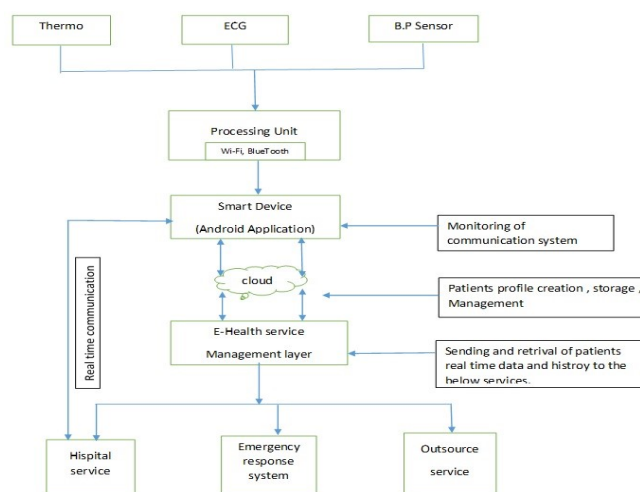 Thermo
ECG
B.P Sensor
Processing Unit
Wi-Fi, BlueTooth
Smart Device
(Android Application)
Monitoring of
communication system
cloud
Patients profile creation , storage ,
Management
Real time communication
E-Health service
Management layer
Sending and retrival of patients
real time data and histroy to the
below services.
Hispital
service
Emergency
response
system
Outsource
service